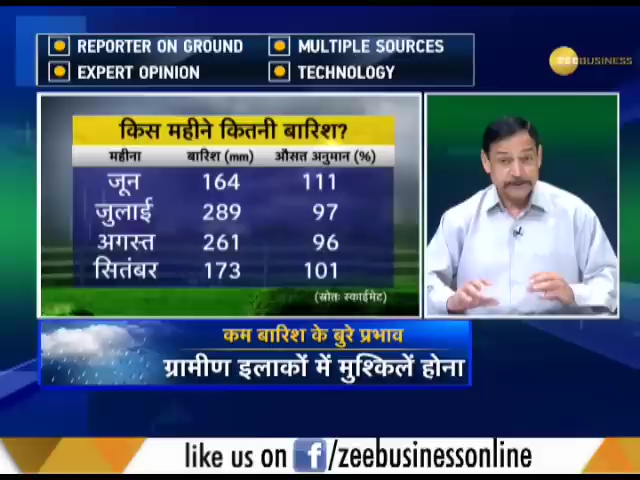 REPORTER ON GROUND
MULTIPLE SOURCES
EXPERT OPINION
TECHNOLOGY
ZEEBUSINESS
किस महीने कितनी बारिश?
महीना बारिश (mm) औसत अनुमान (%)
जून 164 111
जुलाई 289 97
अगस्त 261 96
सितंबर 173 101
(स्रोतः स्काईमेट)
कम बारिश के बुरे प्रभाव
ग्रामीण इलाकों में मुश्किलें होना
like us on f/zeebusinessonline